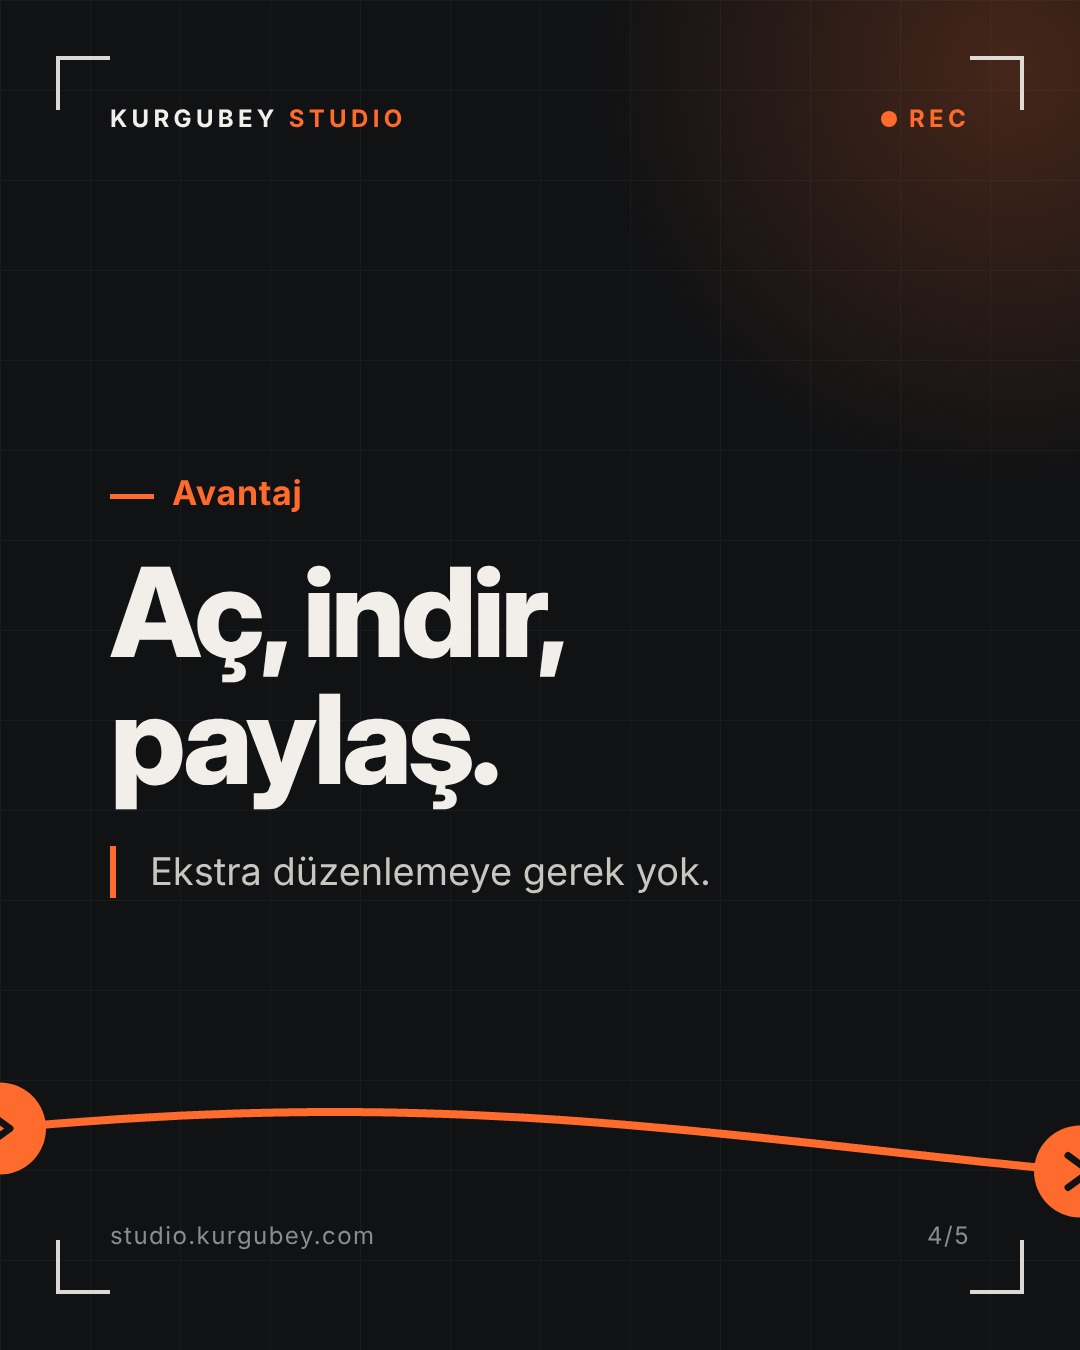 KURGUBEY STUDIO
REC
Avantaj
Aç, indir,
paylaş.
Ekstra düzenlemeye gerek yok.
studio.kurgubey.com
4/5